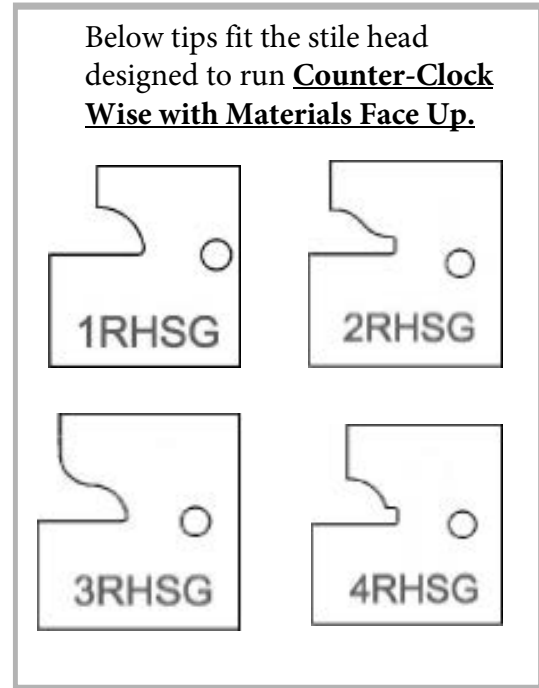 Below tips fit the stile head
designed to run Counter-Clock
Wise with Materials Face Up.
1RHSG
2RHSG
3RHSG
4RHSG